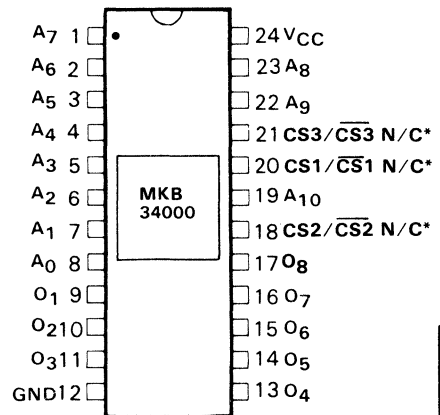 A7 1 24 VCC
A6 2 23 A8
A5 3 22 A9
A4 4 21 CS3/CS3 N/C*
A3 5 20 CS1/CS1 N/C*
A2 6 MKB 34000 19 A10
A1 7 18 CS2/CS2 N/C*
A0 8 17 O8
O1 9 16 O7
O2 10 15 O6
O3 11 14 O5
GND 12 13 O4